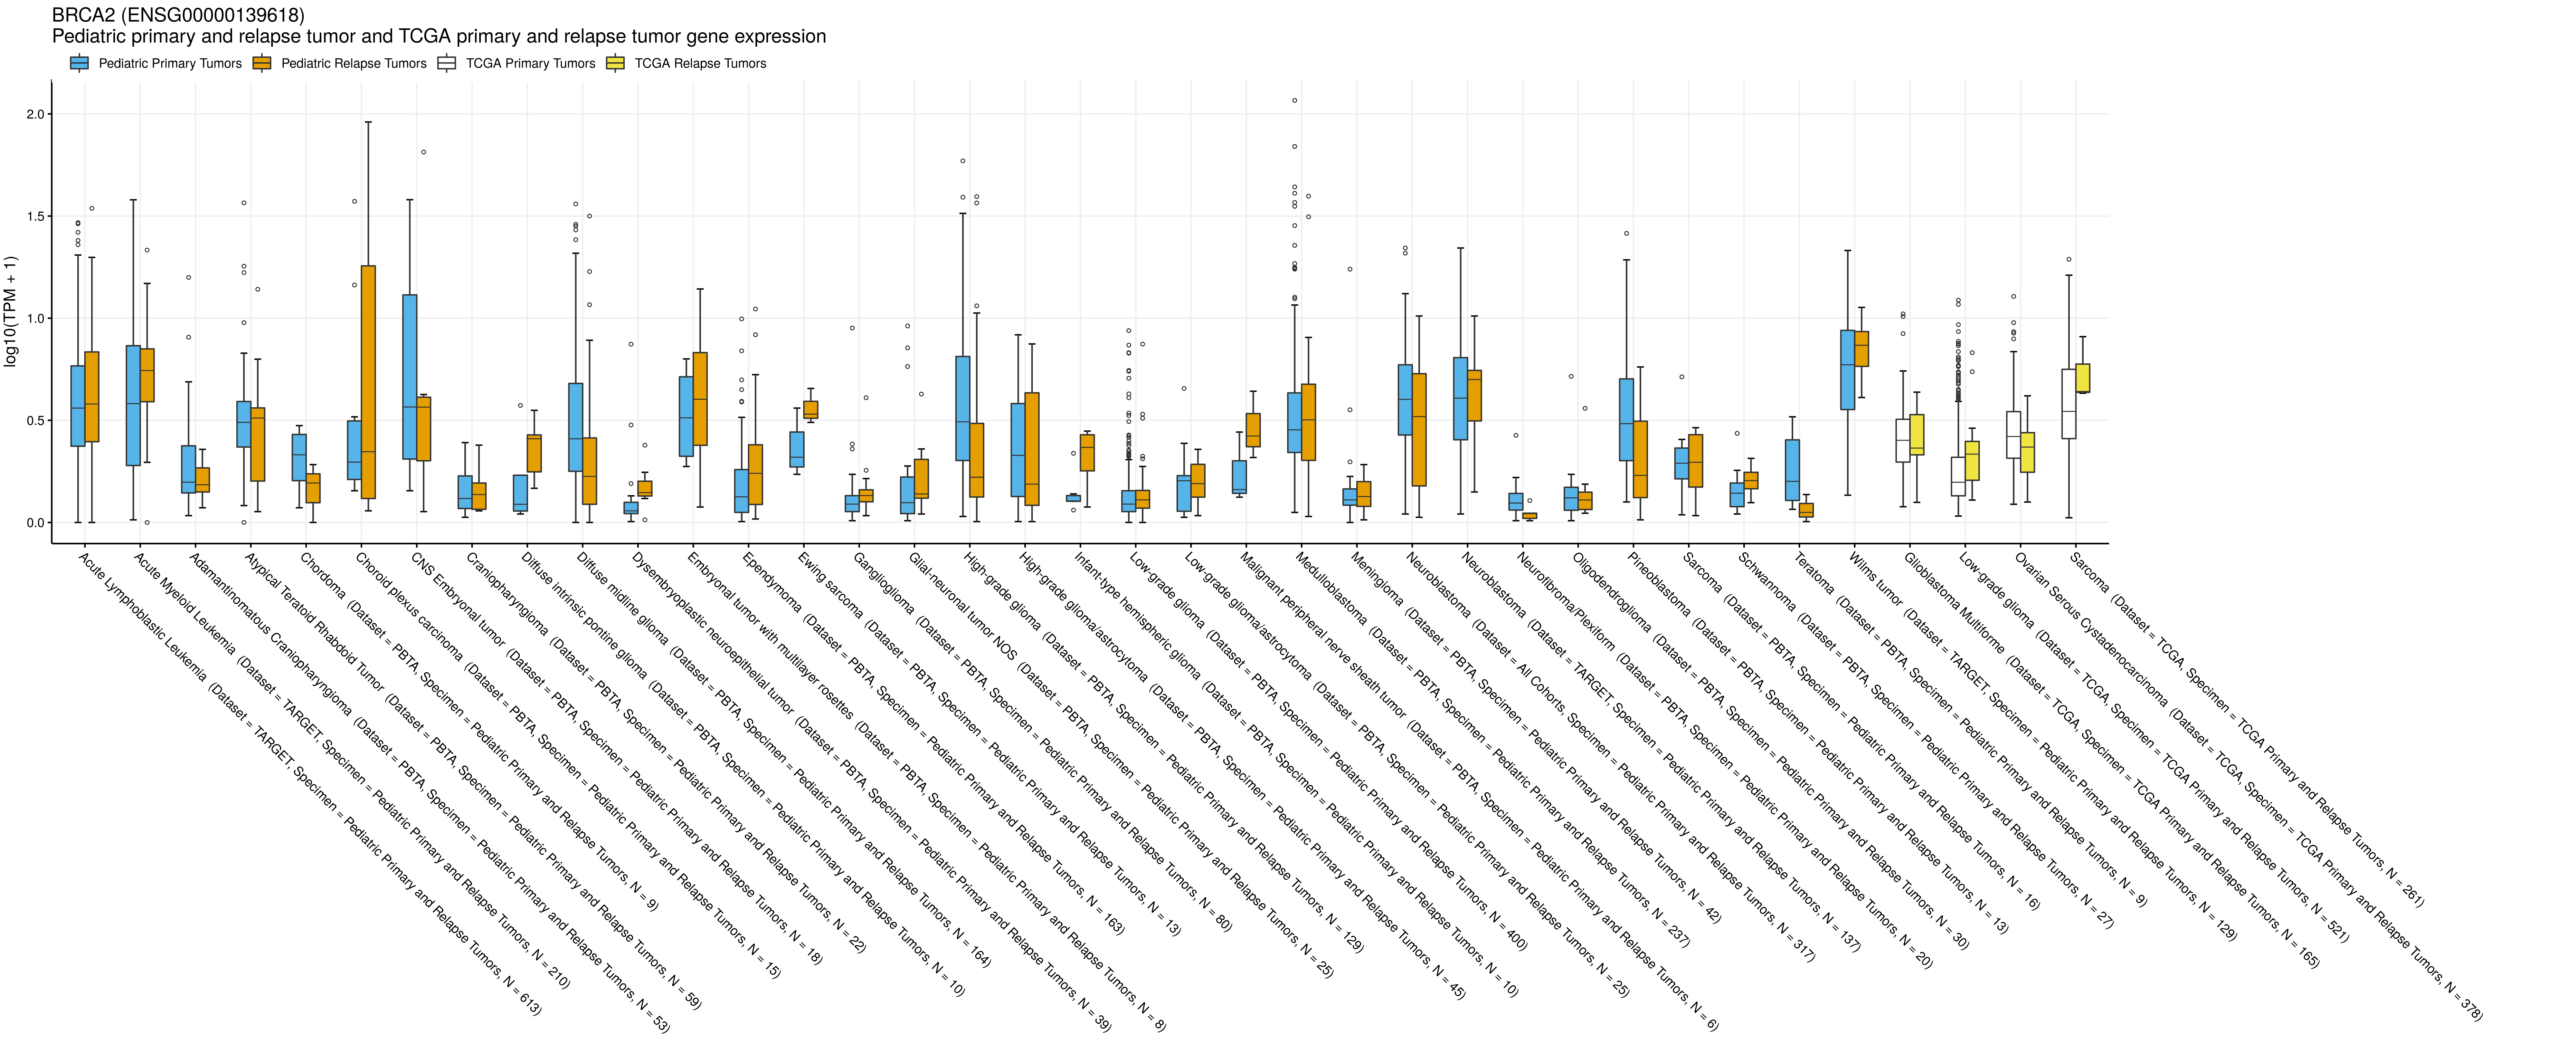 BRCA2 (ENSG00000139618)
Pediatric primary and relapse tumor and TCGA primary and relapse tumor gene expression
Pediatric Primary Tumors Pediatric Relapse Tumors TCGA Primary Tumors TCGA Relapse Tumors
log10(TPM + 1)
2.0
1.5
1.0
0.5
0.0
Acute Lymphoblastic Leukemia (Dataset = TARGET, Specimen = Pediatric Primary and Relapse Tumors, N = 613)
Acute Myeloid Leukemia (Dataset = TARGET, Specimen = Pediatric Primary and Relapse Tumors, N = 210)
Adamantinomatous Craniopharyngioma (Dataset = PBTA, Specimen = Pediatric Primary and Relapse Tumors, N = 53)
Atypical Teratoid Rhabdoid Tumor (Dataset = PBTA, Specimen = Pediatric Primary and Relapse Tumors, N = 59)
Chordoma (Dataset = PBTA, Specimen = Pediatric Primary and Relapse Tumors, N = 9)
Choroid plexus carcinoma (Dataset = PBTA, Specimen = Pediatric Primary and Relapse Tumors, N = 15)
CNS Embryonal tumor (Dataset = PBTA, Specimen = Pediatric Primary and Relapse Tumors, N = 18)
Craniopharyngioma (Dataset = PBTA, Specimen = Pediatric Primary and Relapse Tumors, N = 22)
Diffuse intrinsic pontine glioma (Dataset = PBTA, Specimen = Pediatric Primary and Relapse Tumors, N = 10)
Diffuse midline glioma (Dataset = PBTA, Specimen = Pediatric Primary and Relapse Tumors, N = 164)
Dysembryoplastic neuroepithelial tumor (Dataset = PBTA, Specimen = Pediatric Primary and Relapse Tumors, N = 39)
Embryonal tumor with multilayer rosettes (Dataset = PBTA, Specimen = Pediatric Primary and Relapse Tumors, N = 8)
Ependymoma (Dataset = PBTA, Specimen = Pediatric Primary and Relapse Tumors, N = 163)
Ewing sarcoma (Dataset = PBTA, Specimen = Pediatric Primary and Relapse Tumors, N = 13)
Ganglioglioma (Dataset = PBTA, Specimen = Pediatric Primary and Relapse Tumors, N = 80)
Glial-neuronal tumor NOS (Dataset = PBTA, Specimen = Pediatric Primary and Relapse Tumors, N = 25)
High-grade glioma (Dataset = PBTA, Specimen = Pediatric Primary and Relapse Tumors, N = 129)
High-grade glioma/astrocytoma (Dataset = PBTA, Specimen = Pediatric Primary and Relapse Tumors, N = 45)
Infant-type hemispheric glioma (Dataset = PBTA, Specimen = Pediatric Primary and Relapse Tumors, N = 10)
Low-grade glioma (Dataset = PBTA, Specimen = Pediatric Primary and Relapse Tumors, N = 400)
Low-grade glioma/astrocytoma (Dataset = PBTA, Specimen = Pediatric Primary and Relapse Tumors, N = 25)
Malignant peripheral nerve sheath tumor (Dataset = PBTA, Specimen = Pediatric Primary and Relapse Tumors, N = 6)
Medulloblastoma (Dataset = PBTA, Specimen = Pediatric Primary and Relapse Tumors, N = 237)
Meningioma (Dataset = PBTA, Specimen = Pediatric Primary and Relapse Tumors, N = 42)
Neuroblastoma (Dataset = All Cohorts, Specimen = Pediatric Primary and Relapse Tumors, N = 317)
Neuroblastoma (Dataset = TARGET, Specimen = Pediatric Primary and Relapse Tumors, N = 137)
Neurofibroma/Plexiform (Dataset = PBTA, Specimen = Pediatric Primary and Relapse Tumors, N = 20)
Oligodendroglioma (Dataset = PBTA, Specimen = Pediatric Primary and Relapse Tumors, N = 30)
Pineoblastoma (Dataset = PBTA, Specimen = Pediatric Primary and Relapse Tumors, N = 13)
Sarcoma (Dataset = PBTA, Specimen = Pediatric Primary and Relapse Tumors, N = 16)
Schwannoma (Dataset = PBTA, Specimen = Pediatric Primary and Relapse Tumors, N = 27)
Teratoma (Dataset = PBTA, Specimen = Pediatric Primary and Relapse Tumors, N = 9)
Wilms tumor (Dataset = TARGET, Specimen = Pediatric Primary and Relapse Tumors, N = 129)
Glioblastoma Multiforme (Dataset = TCGA, Specimen = TCGA Primary and Relapse Tumors, N = 165)
Low-grade glioma (Dataset = TCGA, Specimen = TCGA Primary and Relapse Tumors, N = 521)
Ovarian Serous Cystadenocarcinoma (Dataset = TCGA, Specimen = TCGA Primary and Relapse Tumors, N = 378)
Sarcoma (Dataset = TCGA, Specimen = TCGA Primary and Relapse Tumors, N = 261)